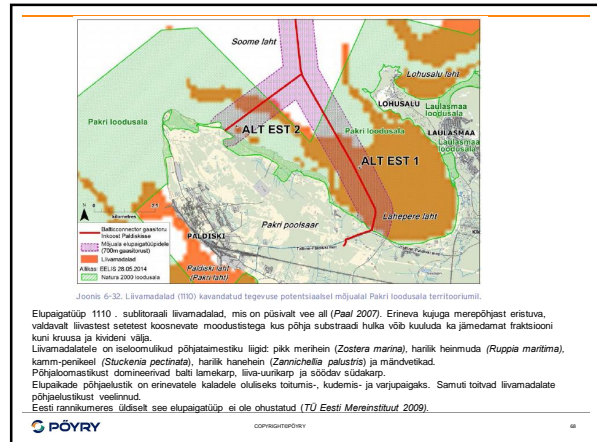 Soome laht
Lohusalu laht
LOHUSALU
Pakri loodusala
ALT EST 2
Pakri loodusala
LAULASMAA
Laulasmaa
loodusala
ALT EST 1
Pakri poolsaar
Lahepere laht
kilomeetres
Balticconnector gaasitoru
Inkoost Paldiskisse
Mõjuala elupaigatüüpidele
(700m gaasitorust)
Liivamadalad
Allikas: EELIS 28.05.2014
Natura 2000 loodusala
PALDISKI
Paldiski laht
(Pakri laht)
Joonis 6-32. Liivamadalad (1110) kavandatud tegevuse potentsiaalsel mõjualal Pakri loodusala territooriumil.
Elupaigatüüp 1110 . sublitoraali liivamadalad, mis on püsivalt vee all (Paal 2007). Erineva kujuga merepõhjast eristuva,
valdavalt liivastest setetest koosnevate moodustistega kus põhja substraadi hulka võib kuuluda ka jämedamat fraktsiooni
kuni kruusa ja kivideni välja.
Liivamadalatele on iseloomulikud põhjataimestiku liigid: pikk merihein (Zostera marina), harilik heinmuda (Ruppia maritima),
kamm-penikeel (Stuckenia pectinata), harilik hanehein (Zannichellia palustris) ja mändvetikad.
Põhjaloomastikust domineerivad balti lamekarp, liiva-uurikarp ja söödav südakarp.
Elupaikade põhjaelustik on erinevatele kaladele oluliseks toitumis-, kudemis- ja varjupaigaks. Samuti toitvad liivamadalate
põhjaelustikust veelinnud.
Eesti rannikumeres üldiselt see elupaigatüüp ei ole ohustatud (TÜ Eesti Mereinstituut 2009).
PÖYRY
COPYRIGHT©PÖYRY
68